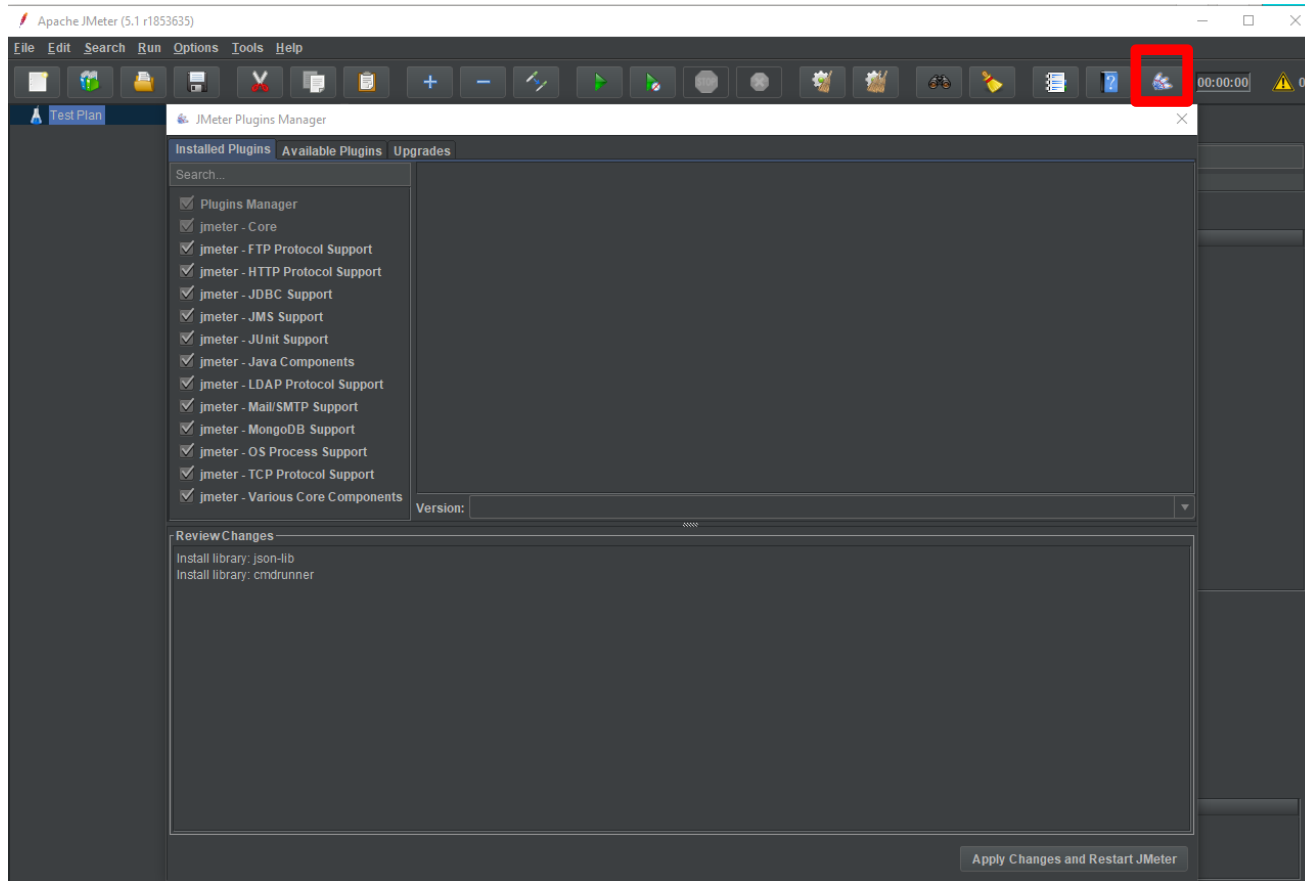 Apache JMeter (5.1 r1853635)
File Edit Search Run Options Tools Help
00:00:00 0
Test Plan
JMeter Plugins Manager
Installed Plugins Available Plugins Upgrades
Search...
Plugins Manager
jmeter - Core
jmeter - FTP Protocol Support
jmeter - HTTP Protocol Support
jmeter - JDBC Support
jmeter - JMS Support
jmeter - JUnit Support
jmeter - Java Components
jmeter - LDAP Protocol Support
jmeter - Mail/SMTP Support
jmeter - MongoDB Support
jmeter - OS Process Support
jmeter - TCP Protocol Support
jmeter - Various Core Components
Version:
Review Changes
Install library: json-lib
Install library: cmdrunner
Apply Changes and Restart JMeter